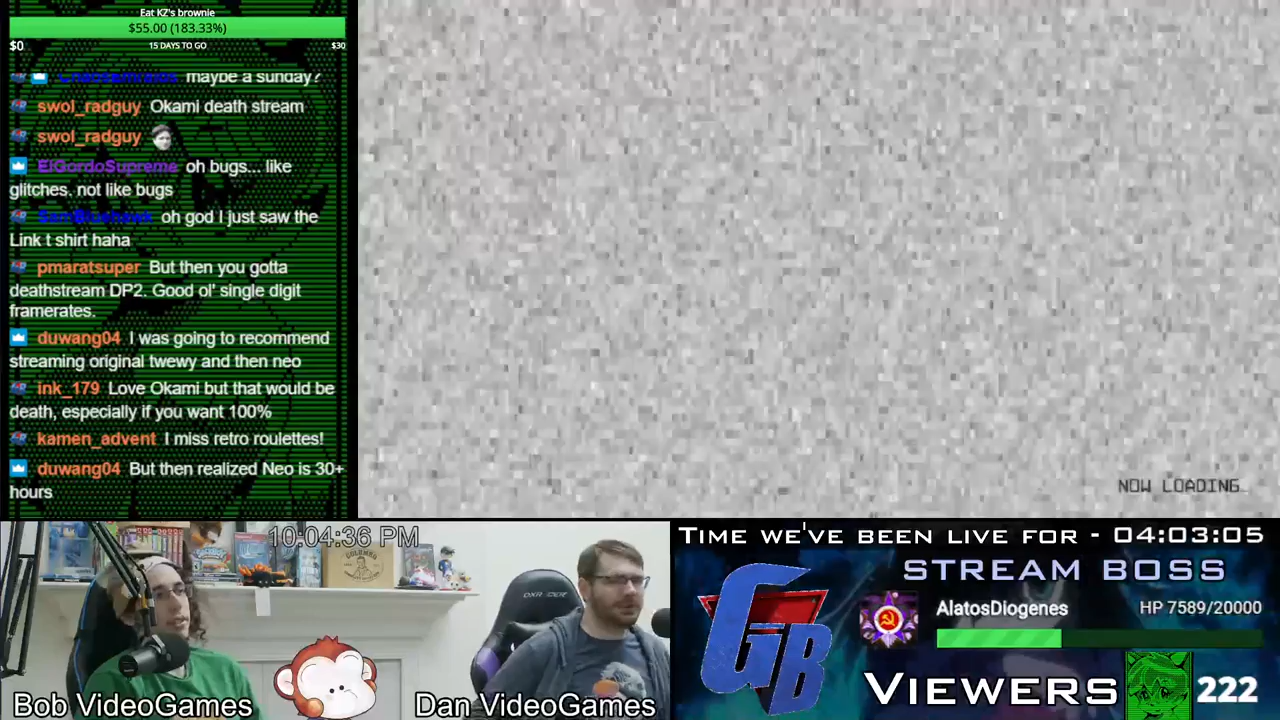 Eat KZ's brownie
$55.00 (183.33%)
$0 15 DAYS TO GO $30
maybe a sunday?
swol_radguy Okami death stream
swol_radguy
ElGordoSupreme oh bugs... like
glitches. not like bugs
SamBluehawk oh god I just saw the
Link t shirt haha
pmaratsuper But then you gotta
deathstream DP2. Good ol' single digit
framerates.
duwang04 I was going to recommend
streaming original twewy and then neo
ink_179 Love Okami but that would be
death, especially if you want 100%
kamen_advent I miss retro roulettes!
duwang04 But then realized Neo is 30+
hours
NOW LOADING
10:04:36 PM
COLUMBO
DXRACER
Bob VideoGames
Dan VideoGames
TIME WE'VE BEEN LIVE FOR - 04:03:05
STREAM BOSS
GB
AlatosDiogenes HP 7589/20000
VIEWERS 222